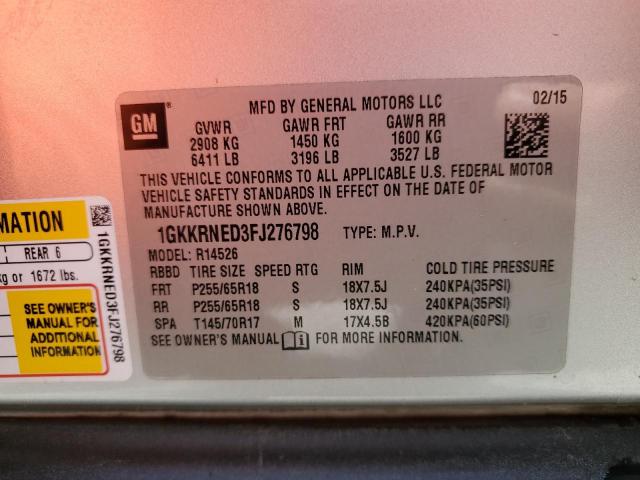 GM ®
MFD BY GENERAL MOTORS LLC 02/15
GVWR GAWR FRT GAWR RR
2908 KG 1450 KG 1600 KG
6411 LB 3196 LB 3527 LB
THIS VEHICLE CONFORMS TO ALL APPLICABLE U.S. FEDERAL MOTOR
VEHICLE SAFETY STANDARDS IN EFFECT ON THE DATE OF
MANUFACTURE SHOWN ABOVE.
1GKKRNED3FJ276798 TYPE: M.P.V.
MODEL: R14526
RBBD TIRE SIZE SPEED RTG RIM COLD TIRE PRESSURE
FRT P255/65R18 S 18X7.5J 240KPA(35PSI)
RR P255/65R18 S 18X7.5J 240KPA(35PSI)
SPA T145/70R17 M 17X4.5B 420KPA(60PSI)
SEE OWNER'S MANUAL i FOR MORE INFORMATION.
MATION
REAR 6
kg or 1672 lbs.
SEE OWNER'S
MANUAL FOR
ADDITIONAL
INFORMATION
1GKKRNED3FJ276798